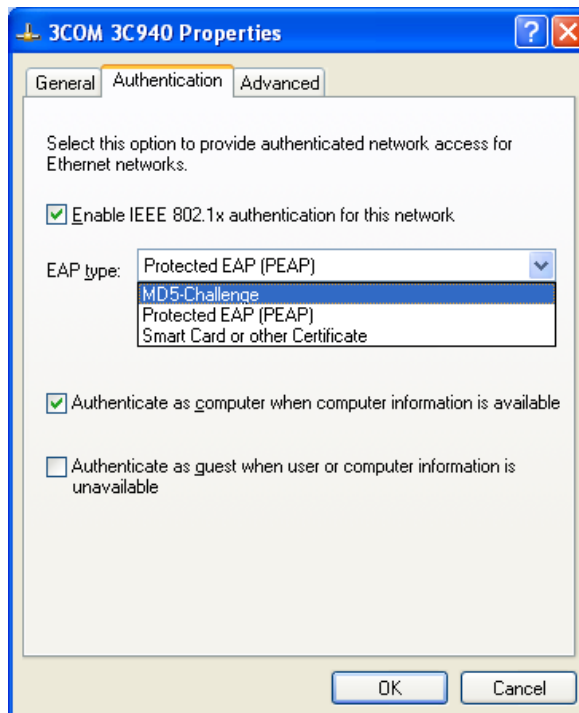 3COM 3C940 Properties
General Authentication Advanced
Select this option to provide authenticated network access for
Ethernet networks.
Enable IEEE 802.1x authentication for this network
EAP type: Protected EAP (PEAP)
MD5-Challenge
Protected EAP (PEAP)
Smart Card or other Certificate
Authenticate as computer when computer information is available
Authenticate as guest when user or computer information is
unavailable
OK Cancel